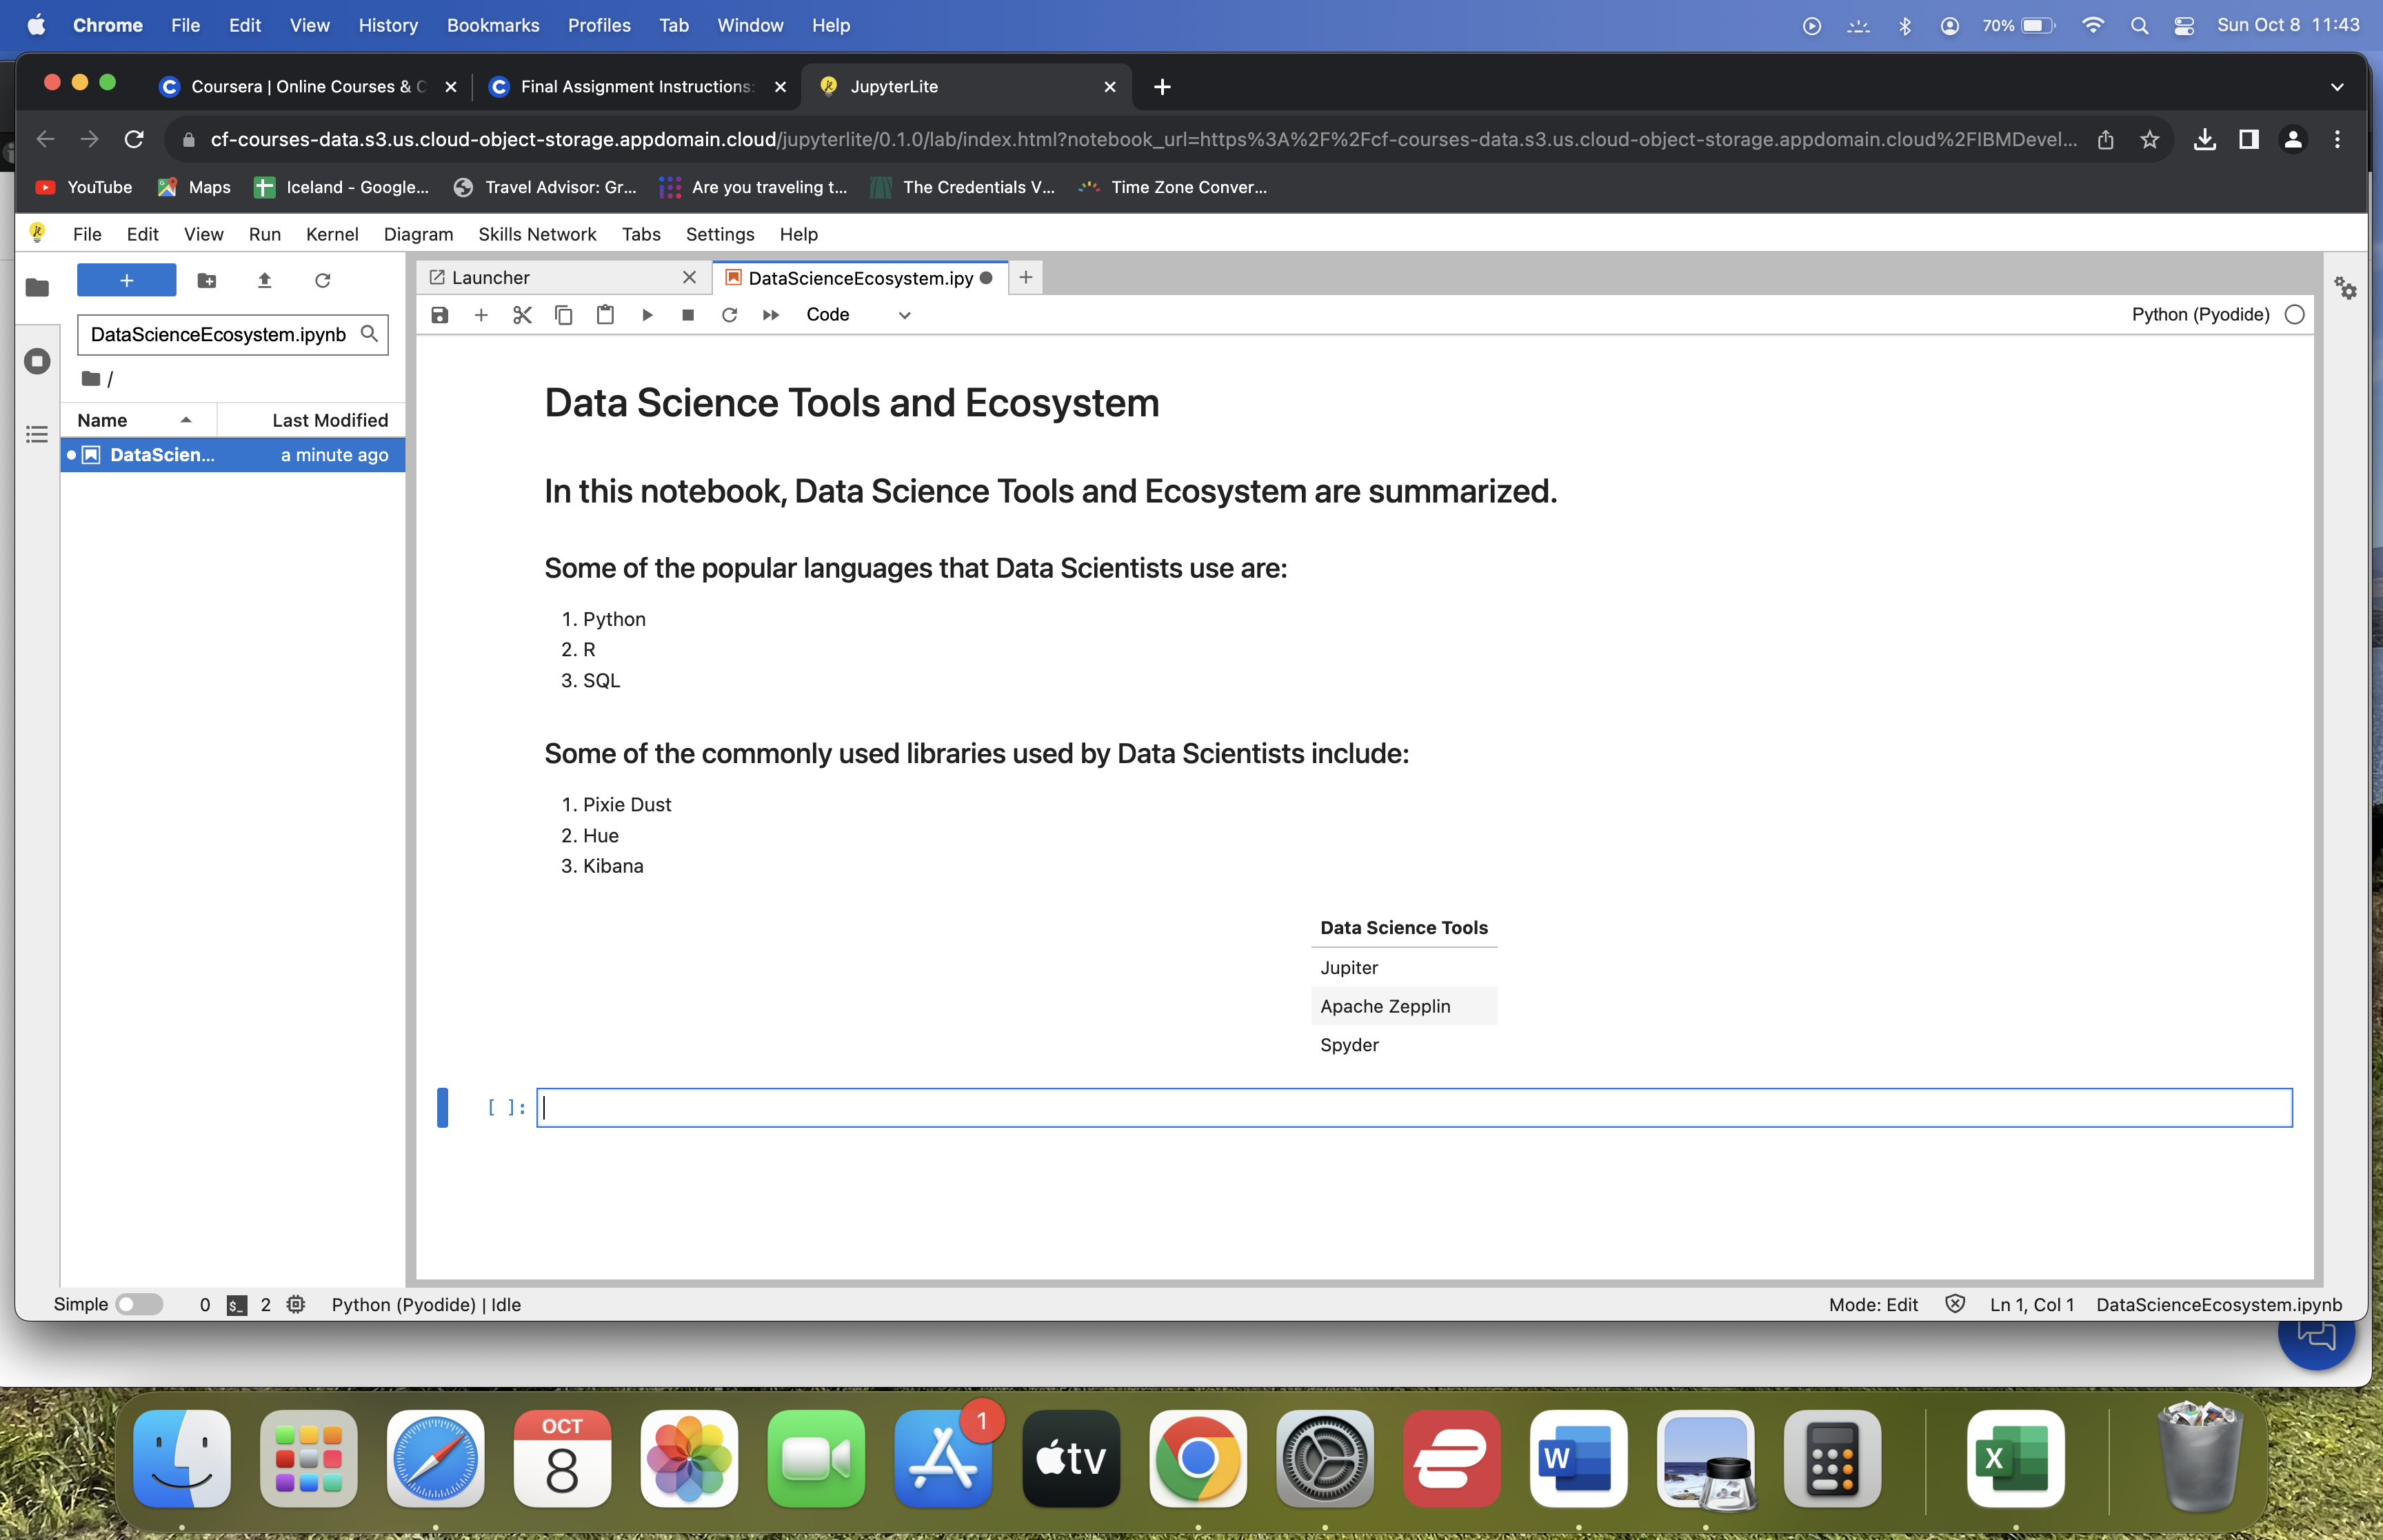 Chrome File Edit View History Bookmarks Profiles Tab Window Help 70% Sun Oct 8 11:43
Coursera | Online Courses & C Final Assignment Instructions: JupyterLite
cf-courses-data.s3.us.cloud-object-storage.appdomain.cloud/jupyterlite/0.1.0/lab/index.html?notebook_url=https%3A%2F%2Fcf-courses-data.s3.us.cloud-object-storage.appdomain.cloud%2FIBMDevel...
YouTube Maps Iceland - Google... Travel Advisor: Gr... Are you traveling t... The Credentials V... Time Zone Conver...
File Edit View Run Kernel Diagram Skills Network Tabs Settings Help
Launcher DataScienceEcosystem.ipy
Code Python (Pyodide)
DataScienceEcosystem.ipynb
/
Name Last Modified
DataScien... a minute ago
Data Science Tools and Ecosystem
In this notebook, Data Science Tools and Ecosystem are summarized.
Some of the popular languages that Data Scientists use are:
1. Python
2. R
3. SQL
Some of the commonly used libraries used by Data Scientists include:
1. Pixie Dust
2. Hue
3. Kibana
Data Science Tools
Jupiter
Apache Zepplin
Spyder
[ ]:
Simple 0 $_ 2 Python (Pyodide) | Idle Mode: Edit Ln 1, Col 1 DataScienceEcosystem.ipynb
OCT
8
1
tv
W
X